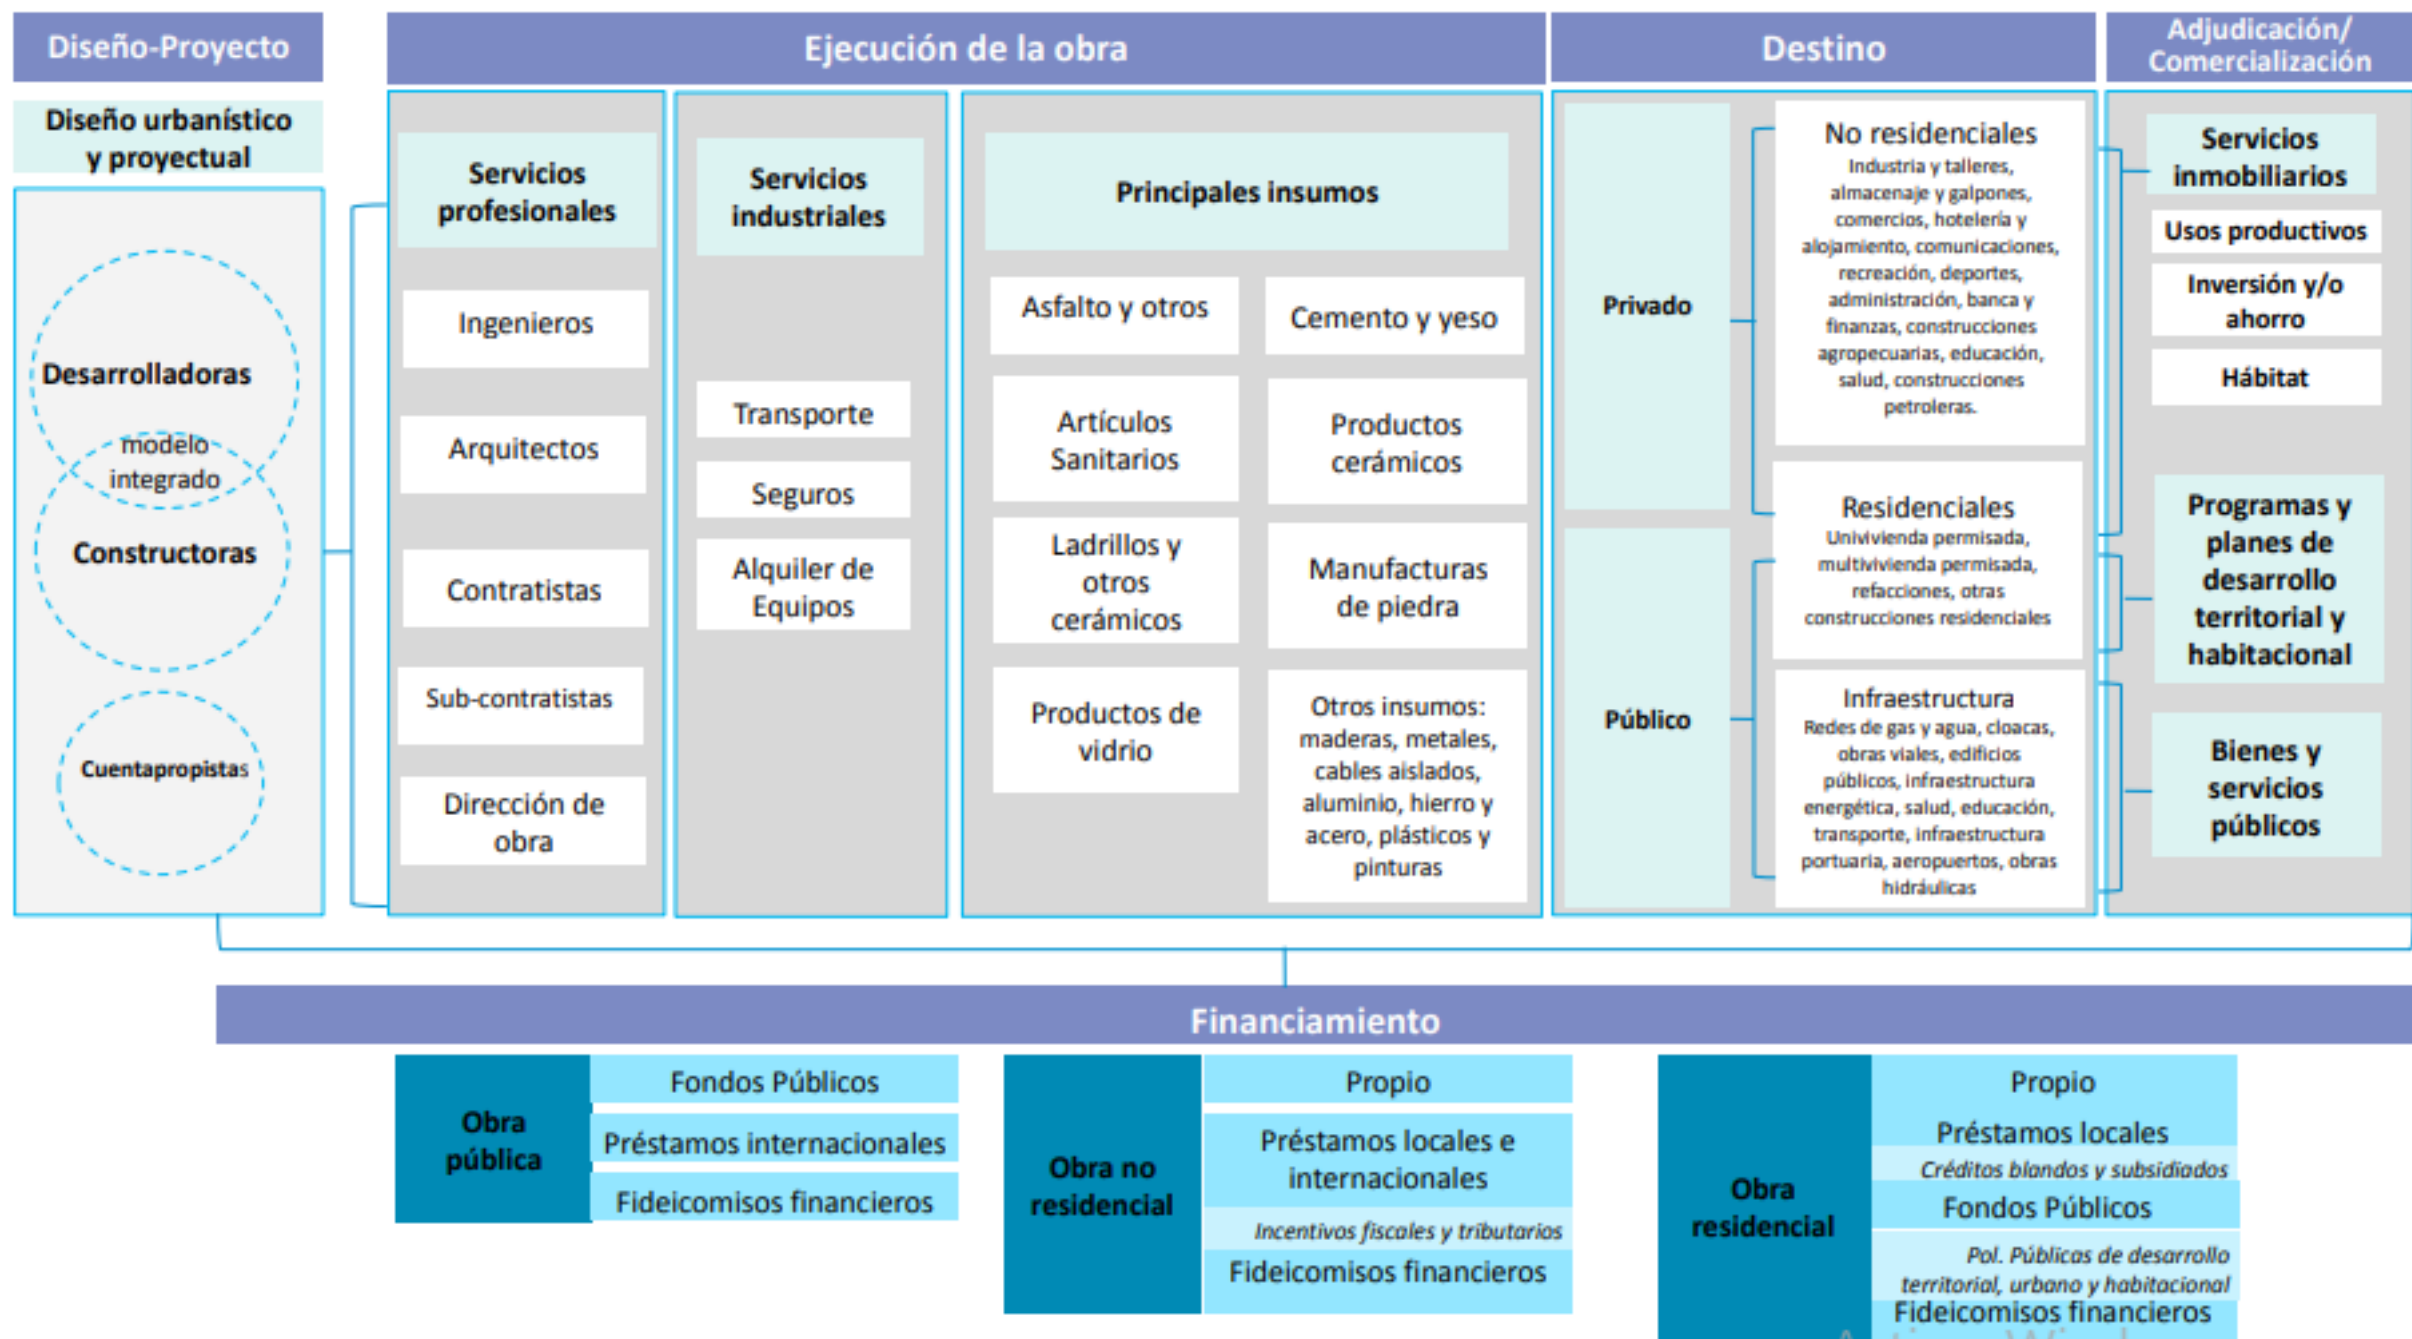 Diseño-Proyecto
Diseño urbanístico
y proyectual
Desarrolladoras
modelo
integrado
Constructoras
Cuentapropistas
Ejecución de la obra
Servicios
profesionales
Ingenieros
Arquitectos
Contratistas
Sub-contratistas
Dirección de
obra
Servicios
industriales
Transporte
Seguros
Alquiler de
Equipos
Principales insumos
Asfalto y otros
Cemento y yeso
Artículos
Sanitarios
Productos
cerámicos
Ladrillos y
otros
cerámicos
Manufacturas
de piedra
Productos de
vidrio
Otros insumos:
maderas, metales,
cables aislados,
aluminio, hierro y
acero, plásticos y
pinturas
Destino
Privado
Público
No residenciales
Industria y talleres,
almacenaje y galpones,
comercios, hotelería y
alojamiento, comunicaciones,
recreación, deportes,
administración, banca y
finanzas, construcciones
agropecuarias, educación,
salud, construcciones
petroleras.
Residenciales
Univivienda permisada,
multivivienda permisada,
refacciones, otras
construcciones residenciales
Infraestructura
Redes de gas y agua, cloacas,
obras viales, edificios
públicos, infraestructura
energética, salud, educación,
transporte, infraestructura
portuaria, aeropuertos, obras
hidráulicas
Adjudicación/
Comercialización
Servicios
inmobiliarios
Usos productivos
Inversión y/o
ahorro
Hábitat
Programas y
planes de
desarrollo
territorial y
habitacional
Bienes y
servicios
públicos
Financiamiento
Obra
pública
Fondos Públicos
Préstamos internacionales
Fideicomisos financieros
Obra no
residencial
Propio
Préstamos locales e
internacionales
Incentivos fiscales y tributarios
Fideicomisos financieros
Obra
residencial
Propio
Préstamos locales
Créditos blandos y subsidiados
Fondos Públicos
Pol. Públicas de desarrollo
territorial, urbano y habitacional
Fideicomisos financieros